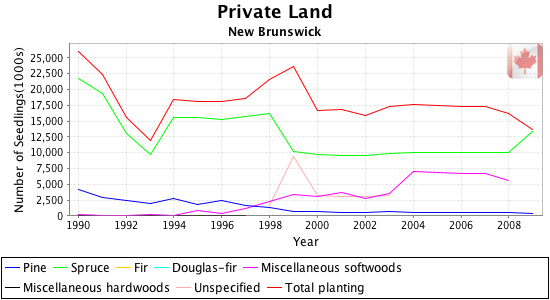 Private Land
New Brunswick
Number of Seedlings(1000s)
25,000
22,500
20,000
17,500
15,000
12,500
10,000
7,500
5,000
2,500
0
1990 1992 1994 1996 1998 2000 2002 2004 2006 2008
Year
Pine Spruce Fir Douglas-fir Miscellaneous softwoods
Miscellaneous hardwoods Unspecified Total planting